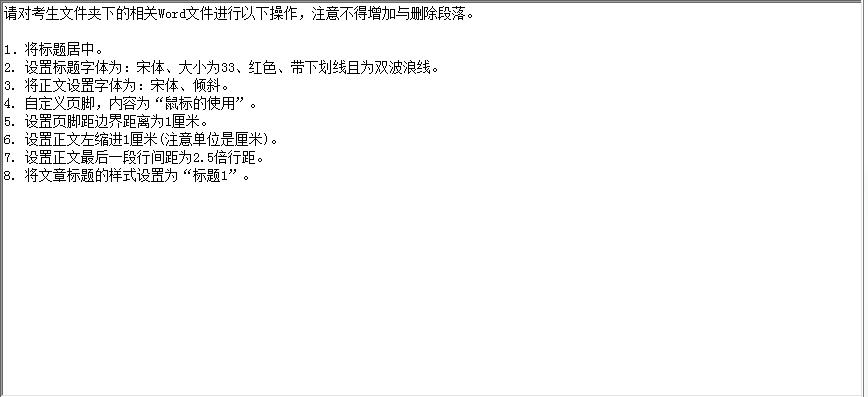 请对考生文件夹下的相关Word文件进行以下操作，注意不得增加与删除段落。
1. 将标题居中。
2. 设置标题字体为：宋体、大小为33、红色、带下划线且为双波浪线。
3. 将正文设置字体为：宋体、倾斜。
4. 自定义页脚，内容为“鼠标的使用”。
5. 设置页脚距边界距离为1厘米。
6. 设置正文左缩进1厘米(注意单位是厘米)。
7. 设置正文最后一段行间距为2.5倍行距。
8. 将文章标题的样式设置为“标题1”。